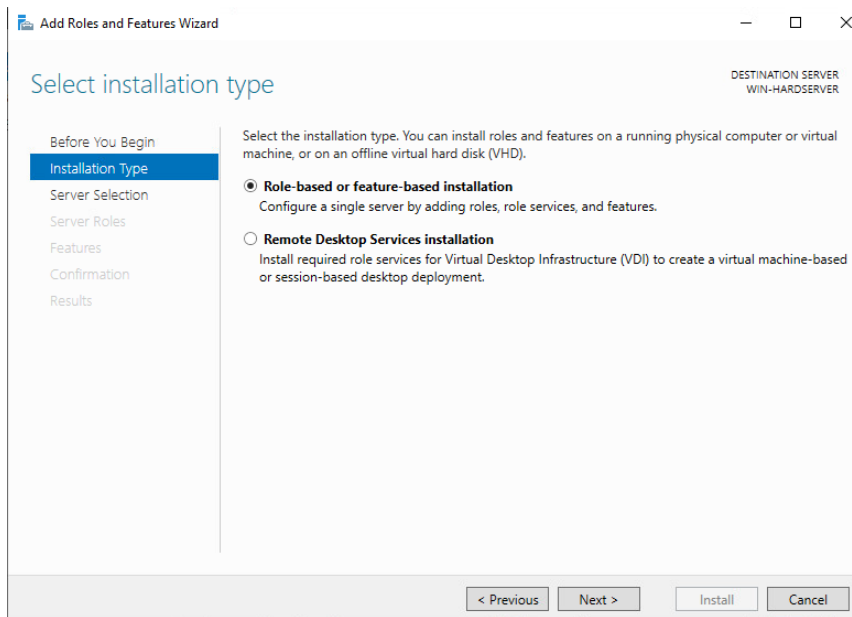 Add Roles and Features Wizard
Select installation type
DESTINATION SERVER
WIN-HARDSERVER
Before You Begin
Installation Type
Server Selection
Server Roles
Features
Confirmation
Results
Select the installation type. You can install roles and features on a running physical computer or virtual
machine, or on an offline virtual hard disk (VHD).
Role-based or feature-based installation
Configure a single server by adding roles, role services, and features.
Remote Desktop Services installation
Install required role services for Virtual Desktop Infrastructure (VDI) to create a virtual machine-based
or session-based desktop deployment.
< Previous Next > Install Cancel